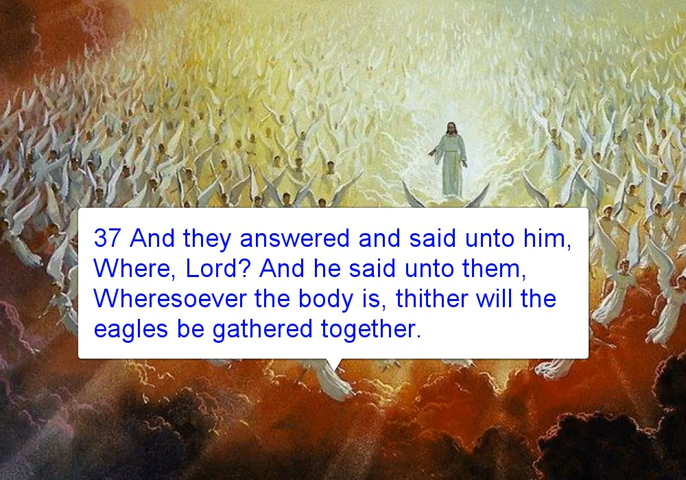 37 And they answered and said unto him,
Where, Lord? And he said unto them,
Wheresoever the body is, thither will the
eagles be gathered together.